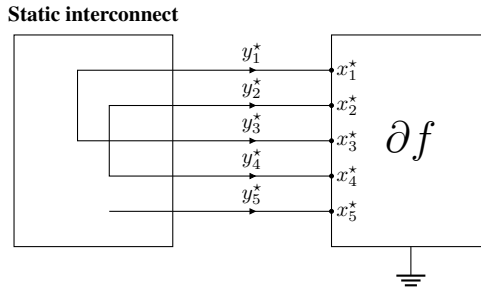 Static interconnect
y₁*
x₁*
y₂*
x₂*
y₃*
x₃*
∂f
y₄*
x₄*
y₅*
x₅*